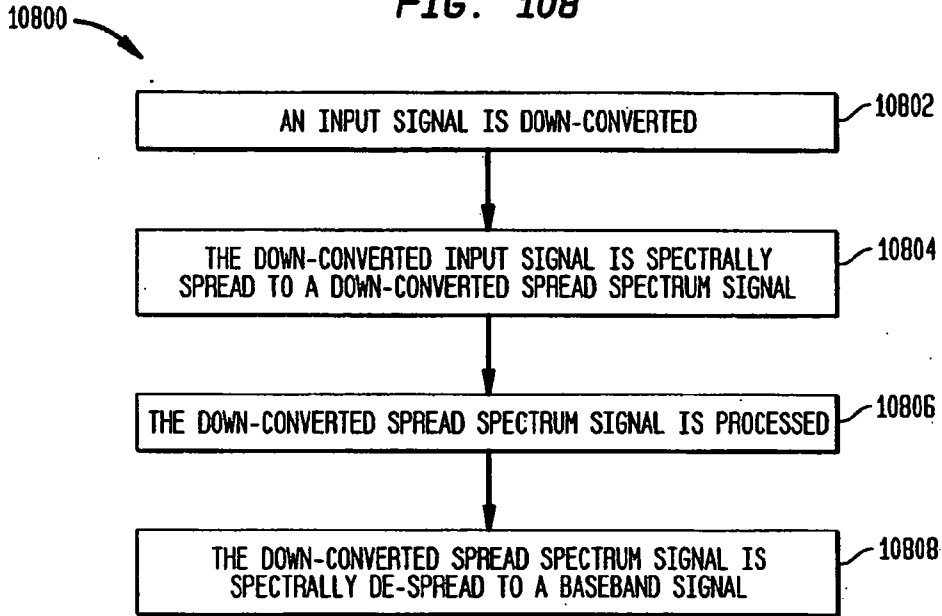 FIG. 108
10800
AN INPUT SIGNAL IS DOWN-CONVERTED
10802
THE DOWN-CONVERTED INPUT SIGNAL IS SPECTRALLY
SPREAD TO A DOWN-CONVERTED SPREAD SPECTRUM SIGNAL
10804
THE DOWN-CONVERTED SPREAD SPECTRUM SIGNAL IS PROCESSED
10806
THE DOWN-CONVERTED SPREAD SPECTRUM SIGNAL IS
SPECTRALLY DE-SPREAD TO A BASEBAND SIGNAL
10808